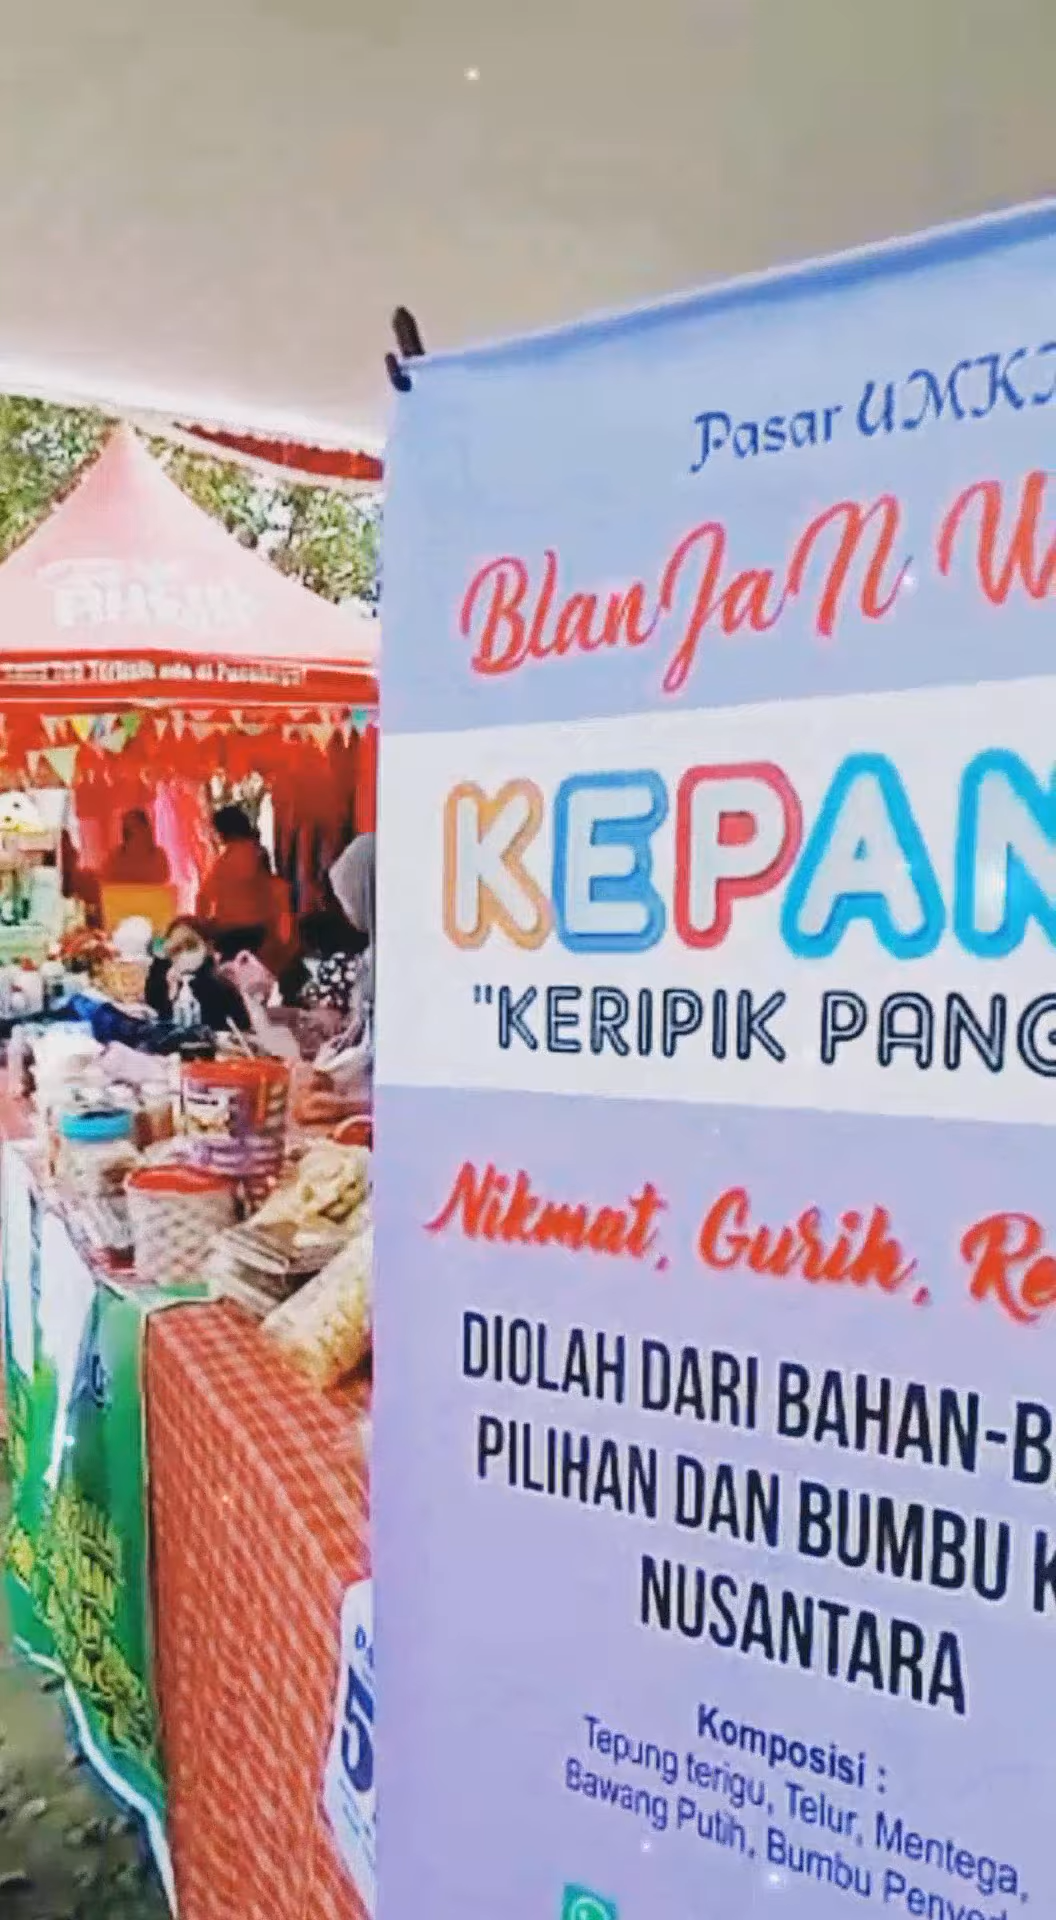 Pasar UMK
BlanJaN W
KEPAN
"KERIPIK PANG
Nikmat, Gurih, Re
DIOLAH DARI BAHAN-B
PILIHAN DAN BUMBU K
NUSANTARA
Komposisi :
Tepung terigu, Telur, Mentega,
Bawang Putih, Bumbu Penyed